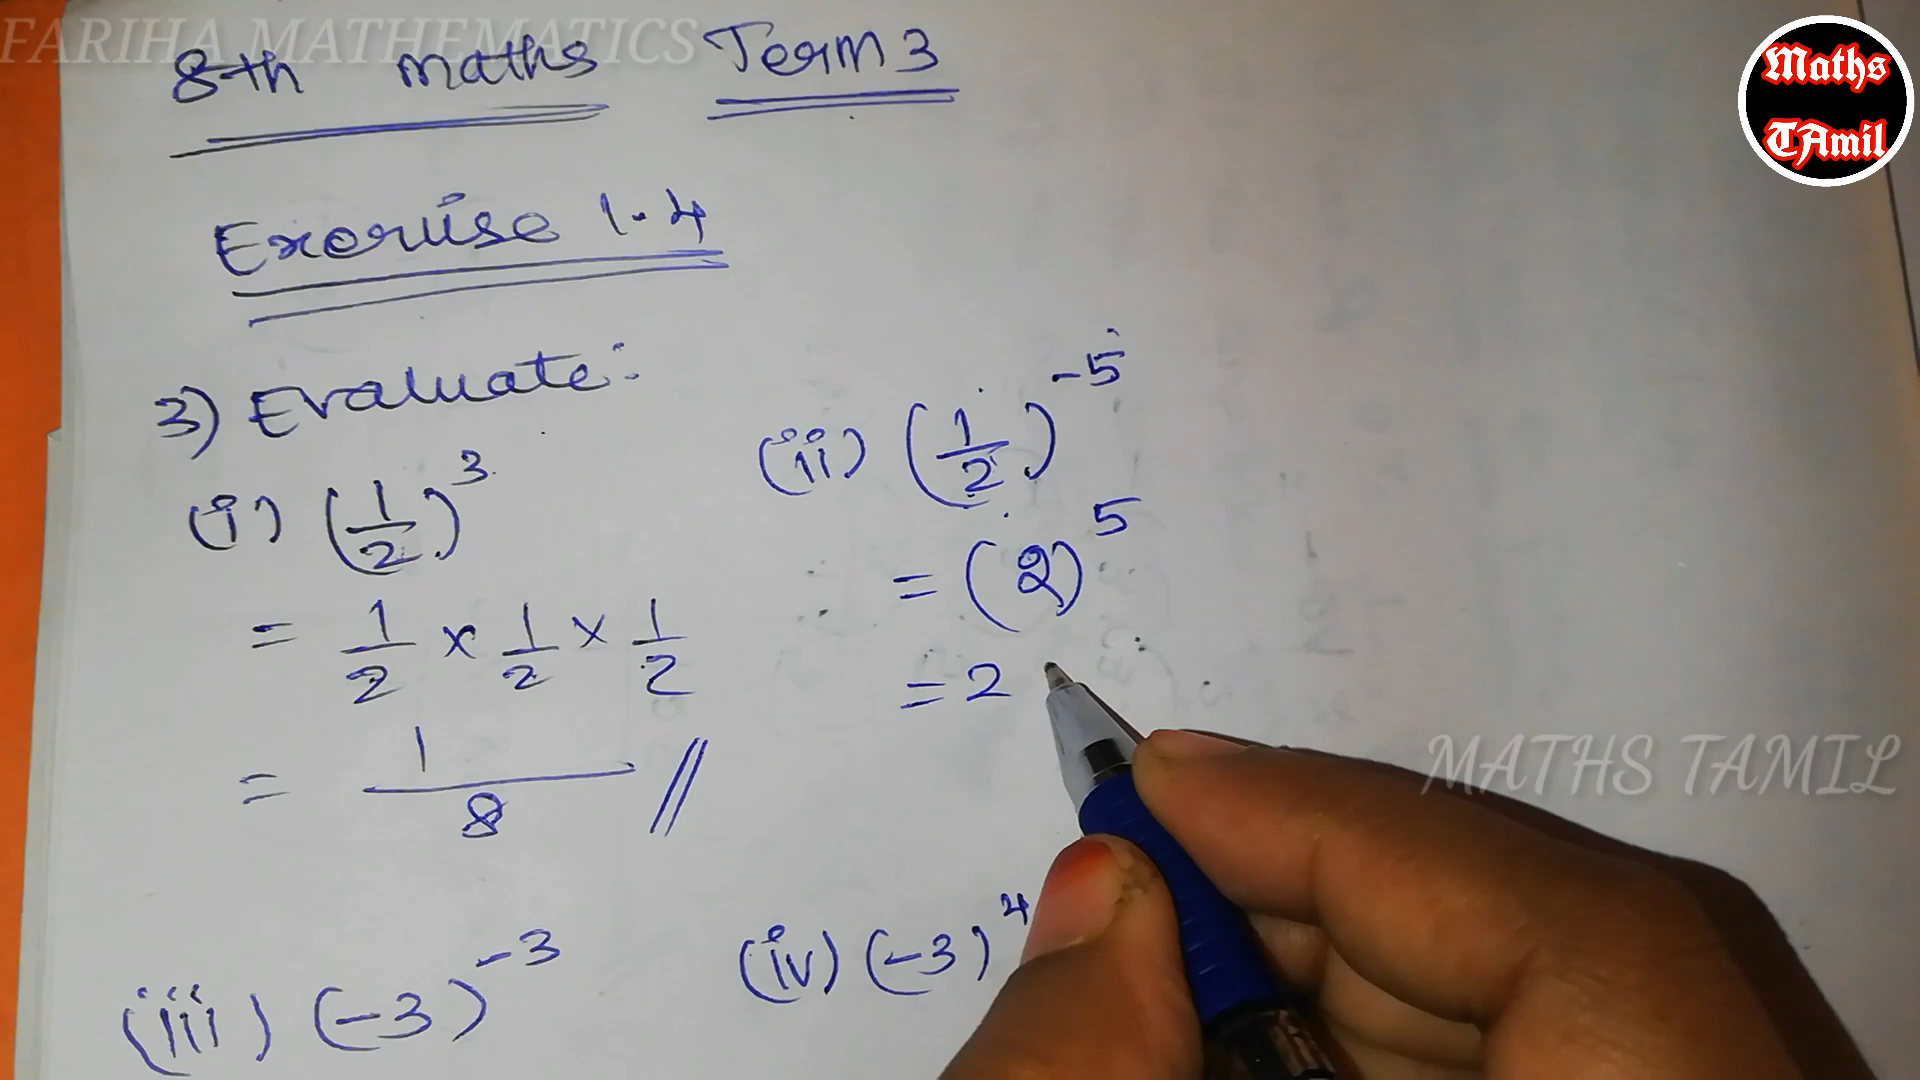 FARIHA MATHEMATICS
8th maths Term 3
Maths
TAmil
Exercise 1.4
3) Evaluate:
(i) (1/2)^3
= 1/2 × 1/2 × 1/2
= 1/8 //
(ii) (1/2)^-5
= (2)^5
= 2
MATHS TAMIL
(iii) (-3)^-3
(iv) (-3)^4